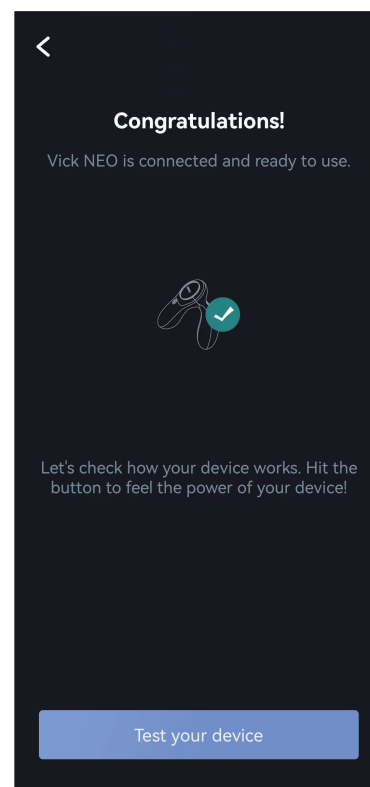 Congratulations!
Vick NEO is connected and ready to use.
Let's check how your device works. Hit the
button to feel the power of your device!
Test your device